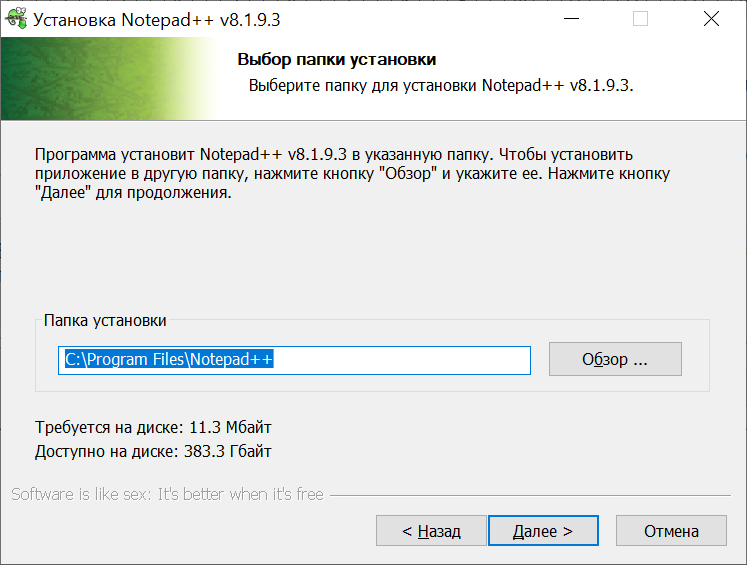 Установка Notepad++ v8.1.9.3
Выбор папки установки
Выберите папку для установки Notepad++ v8.1.9.3.
Программа установит Notepad++ v8.1.9.3 в указанную папку. Чтобы установить
приложение в другую папку, нажмите кнопку "Обзор" и укажите ее. Нажмите кнопку
"Далее" для продолжения.
Папка установки
C:\Program Files\Notepad++
Обзор ...
Требуется на диске: 11.3 Мбайт
Доступно на диске: 383.3 Гбайт
Software is like sex: It's better when it's free
< Назад
Далее >
Отмена